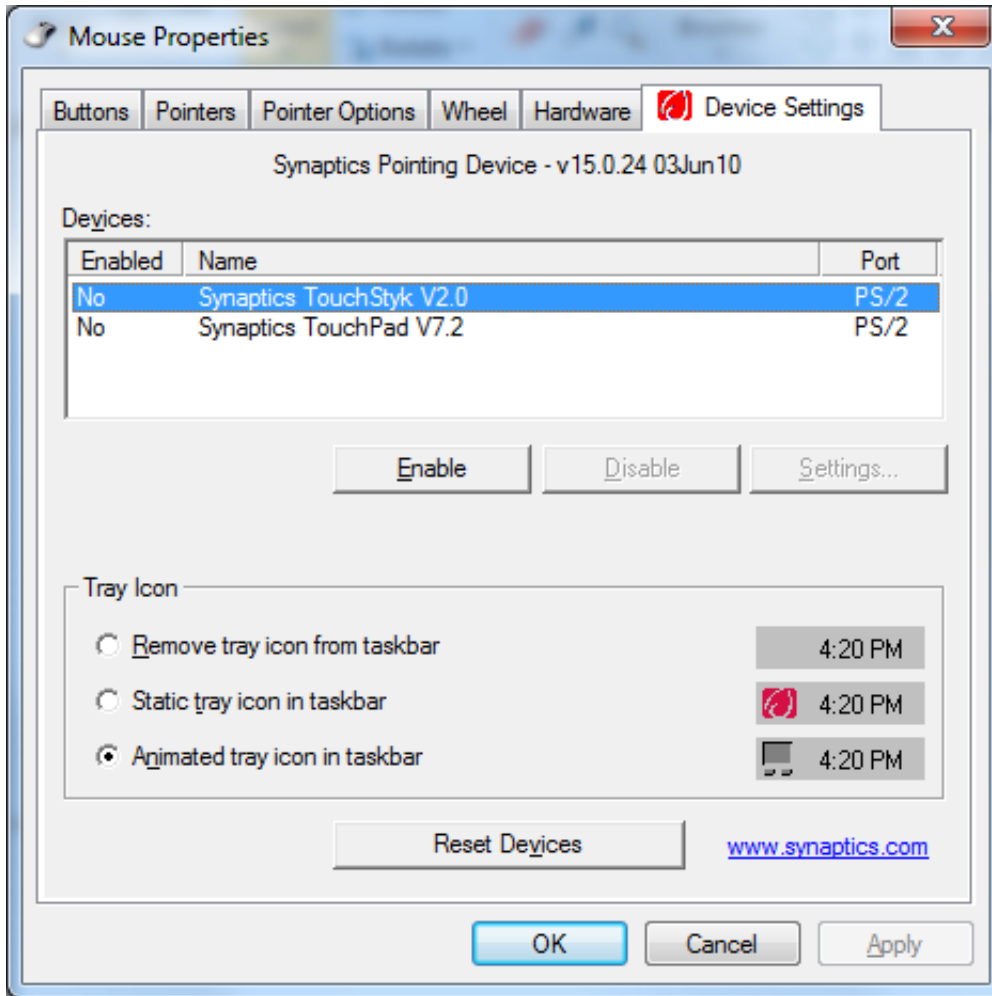 Mouse Properties
Buttons Pointers Pointer Options Wheel Hardware Device Settings
Synaptics Pointing Device - v15.0.24 03Jun10
Devices:
Enabled Name Port
No Synaptics TouchStyk V2.0 PS/2
No Synaptics TouchPad V7.2 PS/2
Enable Disable Settings...
Tray Icon
Remove tray icon from taskbar 4:20 PM
Static tray icon in taskbar 4:20 PM
Animated tray icon in taskbar 4:20 PM
Reset Devices www.synaptics.com
OK Cancel Apply